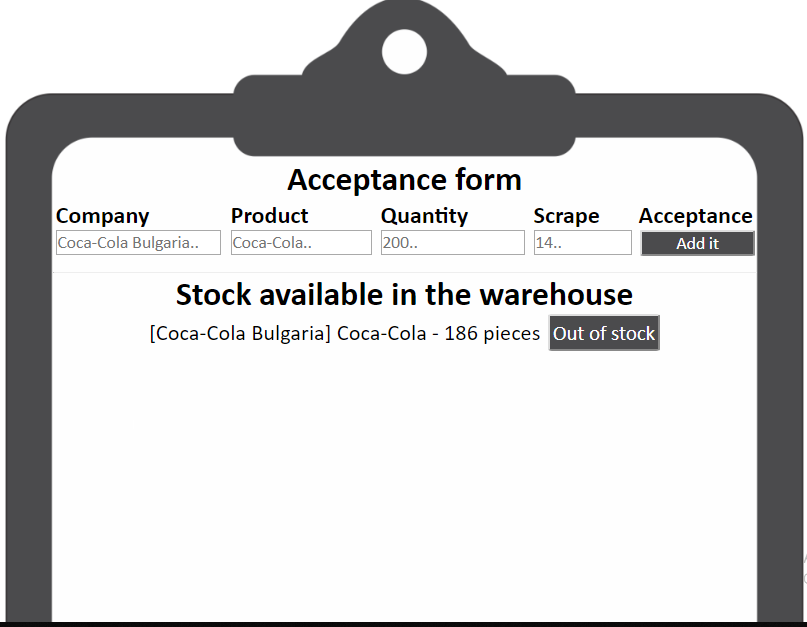 Acceptance form
Company Product Quantity Scrape Acceptance
Coca-Cola Bulgaria.. Coca-Cola.. 200.. 14.. Add it
Stock available in the warehouse
[Coca-Cola Bulgaria] Coca-Cola - 186 pieces Out of stock